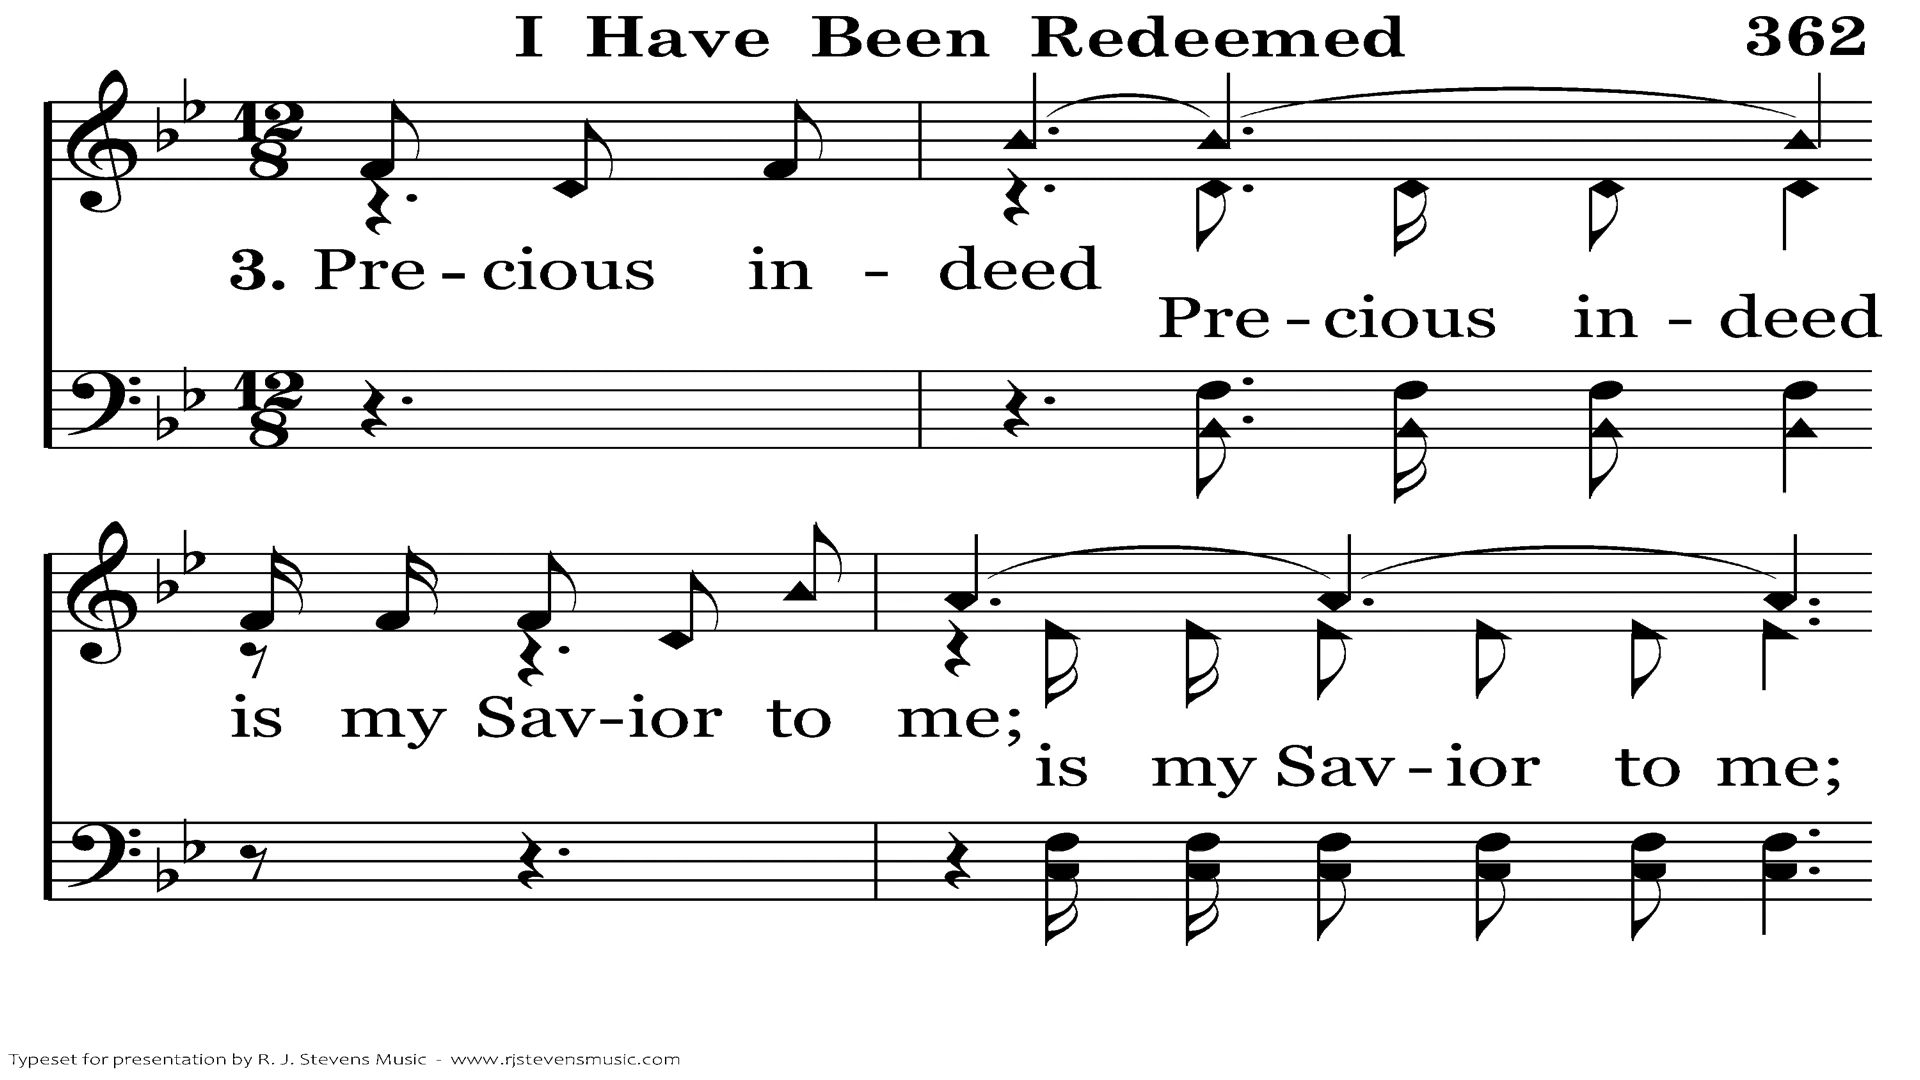 I Have Been Redeemed 362
12
8
3. Pre - cious in - deed
Pre - cious in - deed
12
8
is my Sav-ior to me;
is my Sav - ior to me;
Typeset for presentation by R. J. Stevens Music - www.rjstevensmusic.com